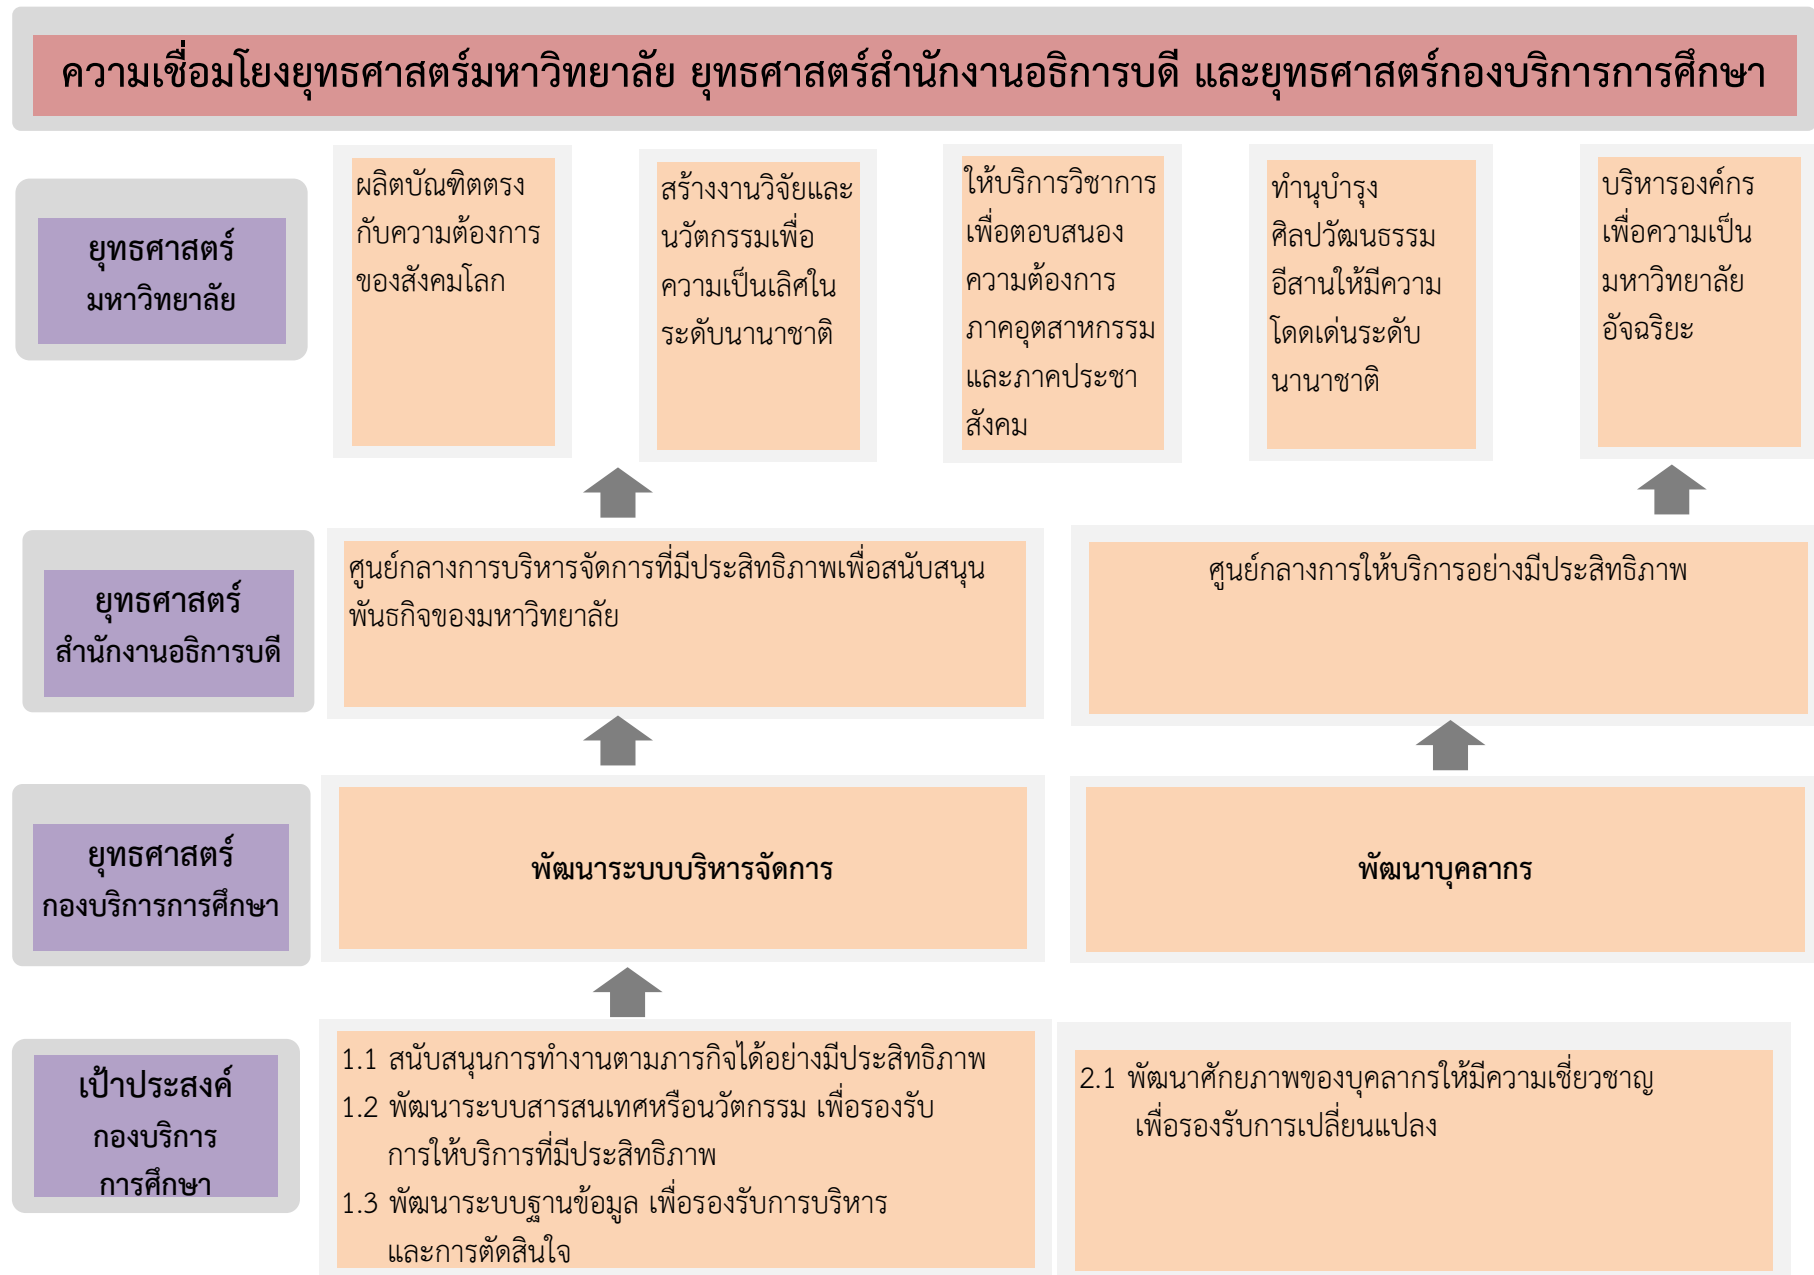 ความเชื่อมโยงยุทธศาสตร์มหาวิทยาลัย ยุทธศาสตร์สำนักงานอธิการบดี และยุทธศาสตร์กองบริการการศึกษา
ยุทธศาสตร์
มหาวิทยาลัย
ผลิตบัณฑิตตรง
กับความต้องการ
ของสังคมโลก
สร้างงานวิจัยและ
นวัตกรรมเพื่อ
ความเป็นเลิศใน
ระดับนานาชาติ
ให้บริการวิชาการ
เพื่อตอบสนอง
ความต้องการ
ภาคอุตสาหกรรม
และภาคประชา
สังคม
ทำนุบำรุง
ศิลปวัฒนธรรม
อีสานให้มีความ
โดดเด่นระดับ
นานาชาติ
บริหารองค์กร
เพื่อความเป็น
มหาวิทยาลัย
อัจฉริยะ
ยุทธศาสตร์
สำนักงานอธิการบดี
ศูนย์กลางการบริหารจัดการที่มีประสิทธิภาพเพื่อสนับสนุน
พันธกิจของมหาวิทยาลัย
ศูนย์กลางการให้บริการอย่างมีประสิทธิภาพ
ยุทธศาสตร์
กองบริการการศึกษา
พัฒนาระบบบริหารจัดการ
พัฒนาบุคลากร
เป้าประสงค์
กองบริการ
การศึกษา
1.1 สนับสนุนการทำงานตามภารกิจได้อย่างมีประสิทธิภาพ
1.2 พัฒนาระบบสารสนเทศหรือนวัตกรรม เพื่อรองรับ
การให้บริการที่มีประสิทธิภาพ
1.3 พัฒนาระบบฐานข้อมูล เพื่อรองรับการบริหาร
และการตัดสินใจ
2.1 พัฒนาศักยภาพของบุคลากรให้มีความเชี่ยวชาญ
เพื่อรองรับการเปลี่ยนแปลง